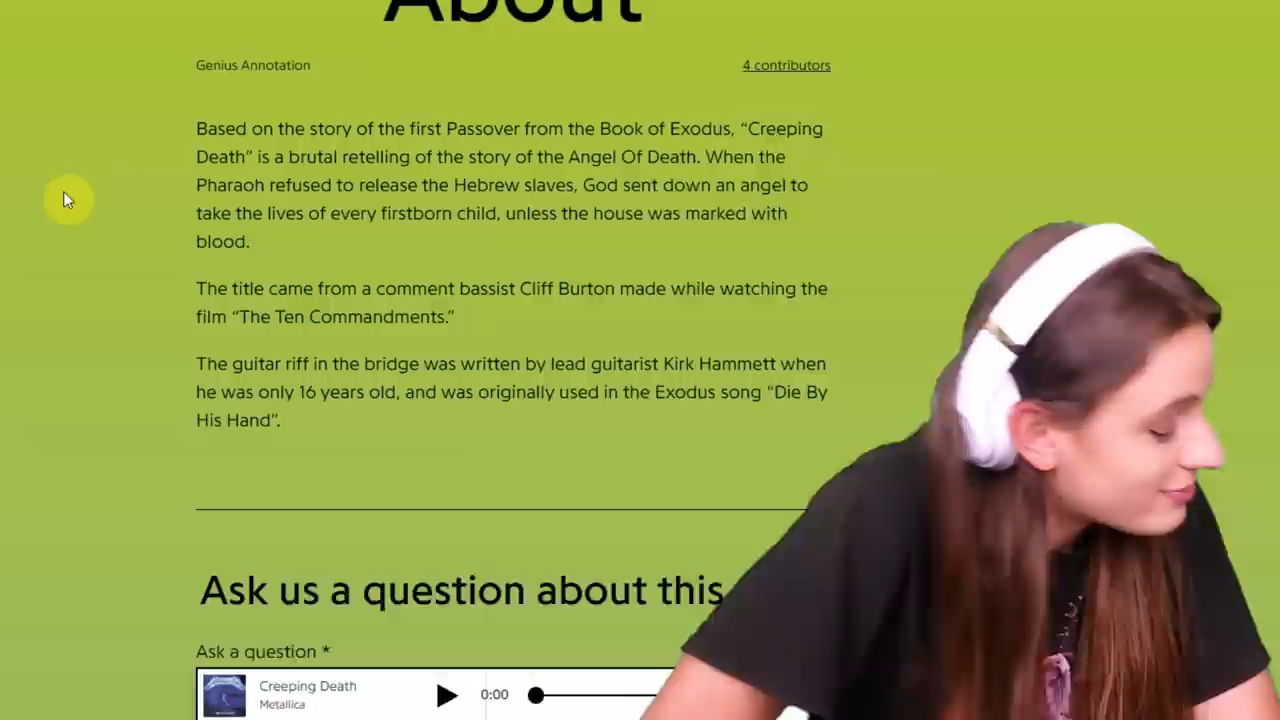 About
Genius Annotation
4 contributors
Based on the story of the first Passover from the Book of Exodus, “Creeping
Death” is a brutal retelling of the story of the Angel Of Death. When the
Pharaoh refused to release the Hebrew slaves, God sent down an angel to
take the lives of every firstborn child, unless the house was marked with
blood.
The title came from a comment bassist Cliff Burton made while watching the
film “The Ten Commandments.”
The guitar riff in the bridge was written by lead guitarist Kirk Hammett when
he was only 16 years old, and was originally used in the Exodus song “Die By
His Hand”.
Ask us a question about this
Ask a question *
Creeping Death
Metallica
0:00